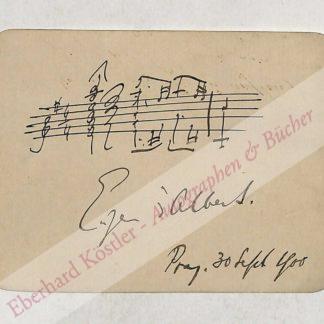 Eugen d'Albert.
Prag. 30 Sept 1900
Eberhard Köstler - Autographen & Bücher